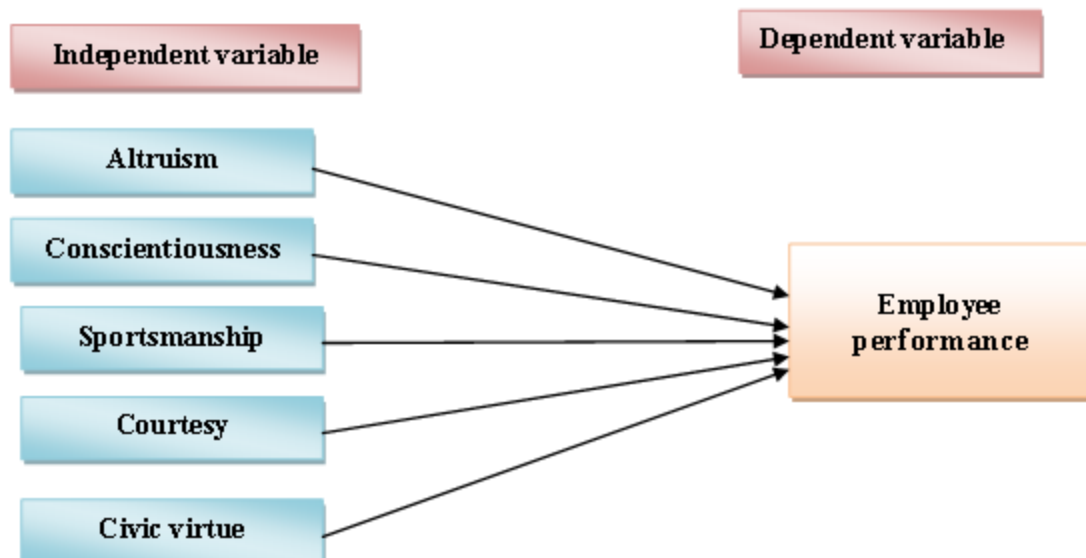 Independent variable
Dependent variable
Altruism
Conscientiousness
Sportsmanship
Courtesy
Civic virtue
Employee
performance